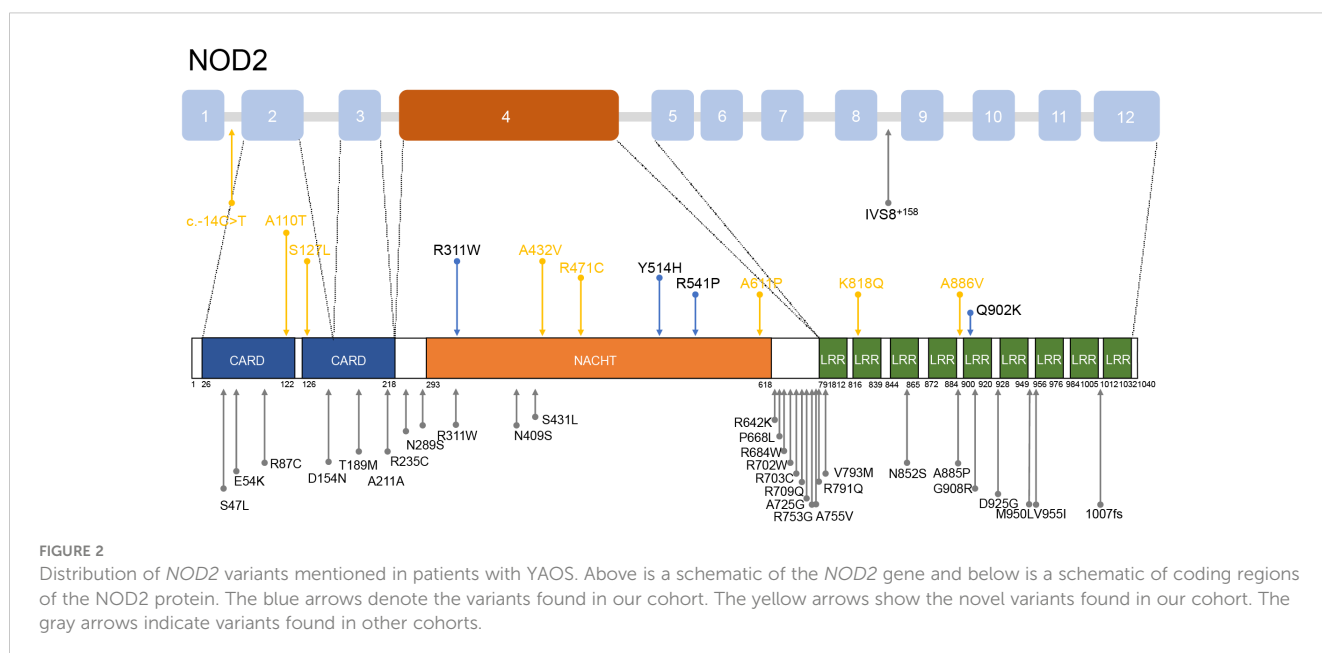 NOD2
1 2 3 4 5 6 7 8 9 10 11 12
c.-14C>T
A110T
S127L
R311W
A432V
R471C
Y514H
R541P
A611P
K818Q
A886V
Q902K
IVS8+158
CARD CARD NACHT LRR LRR LRR LRR LRR LRR LRR LRR LRR
1 26 122 126 218 293 618 791 812 816 839 844 865 872 884 900 920 928 949 956 976 984 1005 1012 1032 1040
S47L
E54K
R87C
D154N
T189M
A211A
R235C
N289S
R311W
N409S
S431L
R642K
P668L
R684W
R702W
R703C
R709Q
A725G
R753G
A755V
R791Q
V793M
N852S
A885P
G908R
D925G
M950L
V955I
1007fs
FIGURE 2
Distribution of NOD2 variants mentioned in patients with YAOS. Above is a schematic of the NOD2 gene and below is a schematic of coding regions
of the NOD2 protein. The blue arrows denote the variants found in our cohort. The yellow arrows show the novel variants found in our cohort. The
gray arrows indicate variants found in other cohorts.